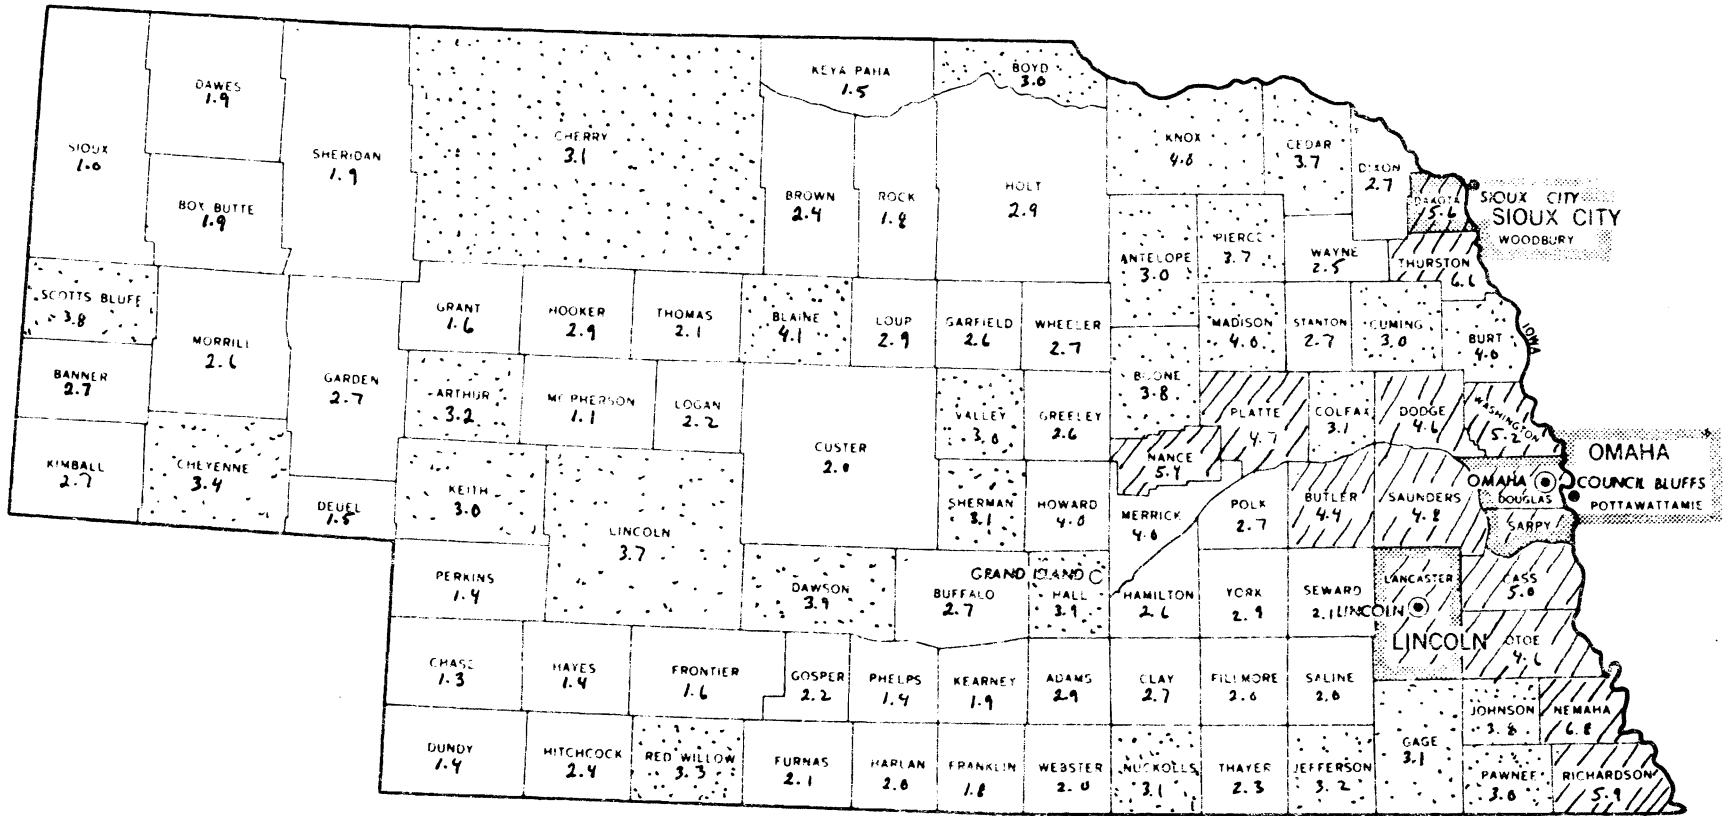 KEYA PAHA
1.5
BOYD
3.0
DAWES
1.9
CHERRY
3.1
SIOUX
1.0
SHERIDAN
1.9
KNOX
4.0
CEDAR
3.7
DIXON
2.7
BOX BUTTE
1.9
BROWN
2.4
ROCK
1.8
HOLT
2.9
DAKOTA
5.6
SIOUX CITY
SIOUX CITY
WOODBURY
ANTELOPE
3.0
PIERCE
3.7
WAYNE
2.5
THURSTON
6.6
SCOTTS BLUFF
3.8
MORRILL
2.6
GRANT
1.6
HOOKER
2.9
THOMAS
2.1
BLAINE
4.1
LOUP
2.9
GARFIELD
2.6
WHEELER
2.7
MADISON
4.0
STANTON
2.7
CUMING
3.0
BURT
4.0
IOWA
BANNER
2.7
GARDEN
2.7
ARTHUR
3.2
MC PHERSON
1.1
LOGAN
2.2
CUSTER
2.0
VALLEY
3.0
GREELEY
2.6
BOONE
3.8
PLATTE
4.7
COLFAX
3.1
DODGE
4.6
WASHINGTON
5.2
KIMBALL
2.7
CHEYENNE
3.4
DEUEL
1.5
KEITH
3.0
LINCOLN
3.7
SHERMAN
3.1
HOWARD
4.0
NANCE
5.4
MERRICK
4.0
POLK
2.7
BUTLER
4.4
SAUNDERS
4.8
OMAHA
DOUGLAS
SARPY
OMAHA
COUNCIL BLUFFS
POTTAWATTAMIE
PERKINS
1.4
DAWSON
3.9
BUFFALO
2.7
GRAND ISLAND
HALL
3.9
HAMILTON
2.6
YORK
2.9
SEWARD
2.1
LANCASTER
LINCOLN
LINCOLN
CASS
5.0
OTOE
4.6
CHASE
1.3
HAYES
1.4
FRONTIER
1.6
GOSPER
2.2
PHELPS
1.4
KEARNEY
1.9
ADAMS
2.9
CLAY
2.7
FILLMORE
2.0
SALINE
2.0
JOHNSON
3.8
NEMAHA
6.8
DUNDY
1.4
HITCHCOCK
2.4
RED WILLOW
3.3
FURNAS
2.1
HARLAN
2.0
FRANKLIN
1.8
WEBSTER
2.0
NUCKOLLS
3.1
THAYER
2.3
JEFFERSON
3.2
GAGE
3.1
PAWNEE
3.0
RICHARDSON
5.9